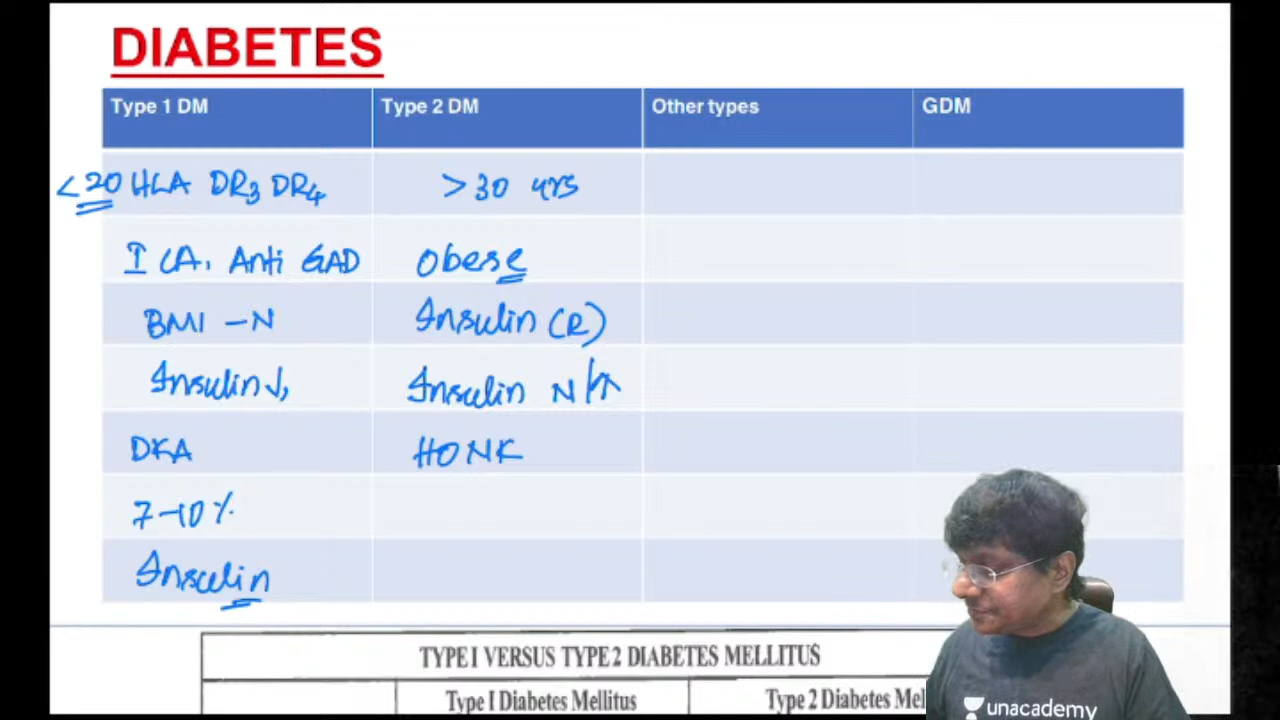 DIABETES
Type 1 DM Type 2 DM Other types GDM
<20 HLA DR3 DR4 >30 yrs
ICA, Anti GAD Obese
BMI - N Insulin (R)
Insulin ↓, Insulin N/↑
DKA HONK
7-10%
Insulin
TYPE I VERSUS TYPE 2 DIABETES MELLITUS
Type I Diabetes Mellitus Type 2 Diabetes Mel
unacademy